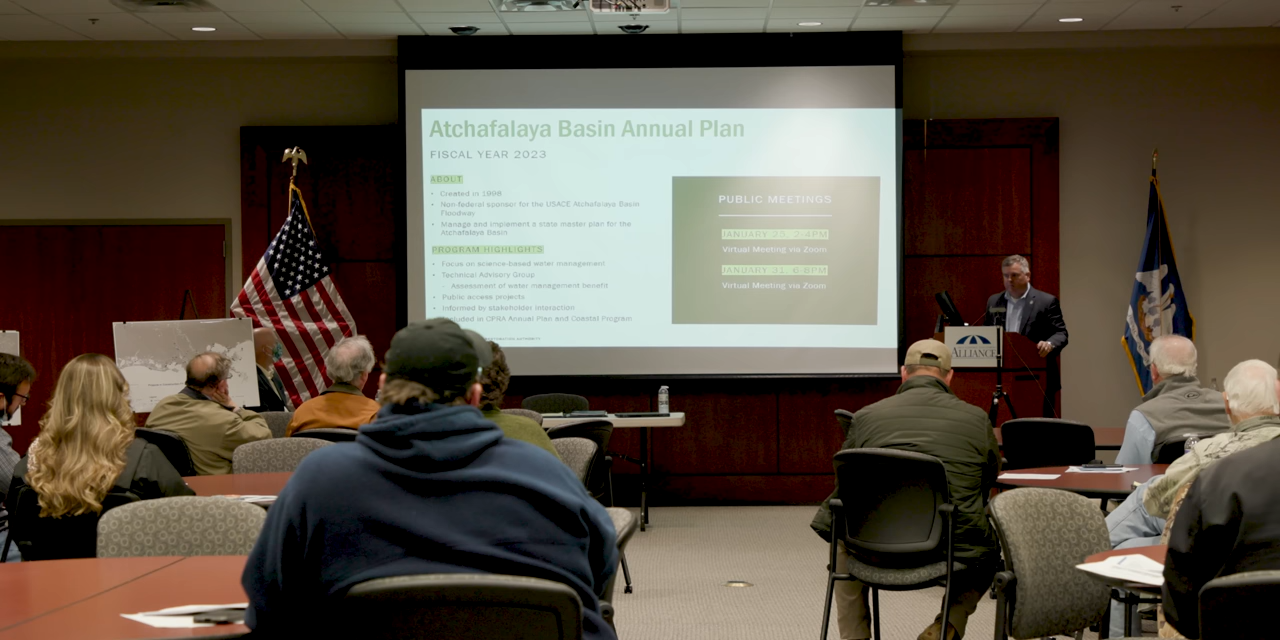 Atchafalaya Basin Annual Plan
FISCAL YEAR 2023
ABOUT
• Created in 1998
• Non-federal sponsor for the USACE Atchafalaya Basin
Floodway
• Manage and implement a state master plan for the
Atchafalaya Basin
PROGRAM HIGHLIGHTS
• Focus on science-based water management
• Technical Advisory Group
- Assessment of water management benefit
• Public access projects
• Informed by stakeholder interaction
Included in CPRA Annual Plan and Coastal Program
PUBLIC MEETINGS
JANUARY 25, 2-4PM
Virtual Meeting via Zoom
JANUARY 31, 6-8PM
Virtual Meeting via Zoom
ALLIANCE